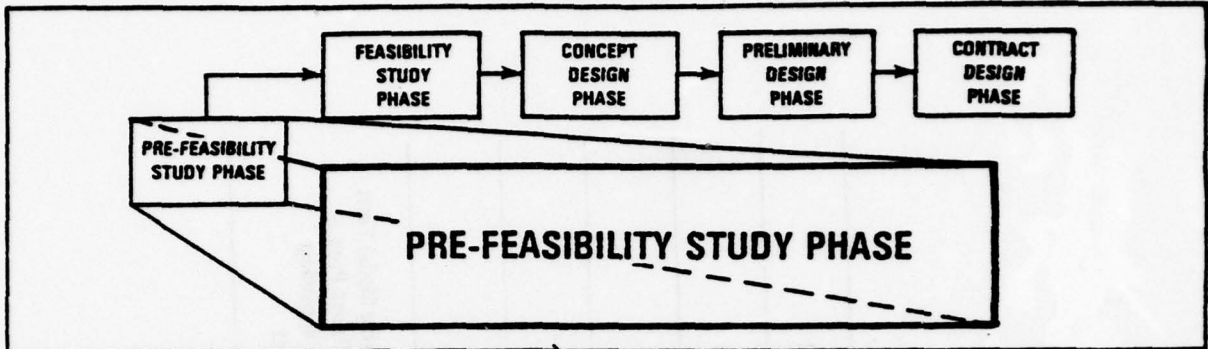 FEASIBILITY
STUDY
PHASE
CONCEPT
DESIGN
PHASE
PRELIMINARY
DESIGN
PHASE
CONTRACT
DESIGN
PHASE
PRE-FEASIBILITY
STUDY PHASE
PRE-FEASIBILITY STUDY PHASE